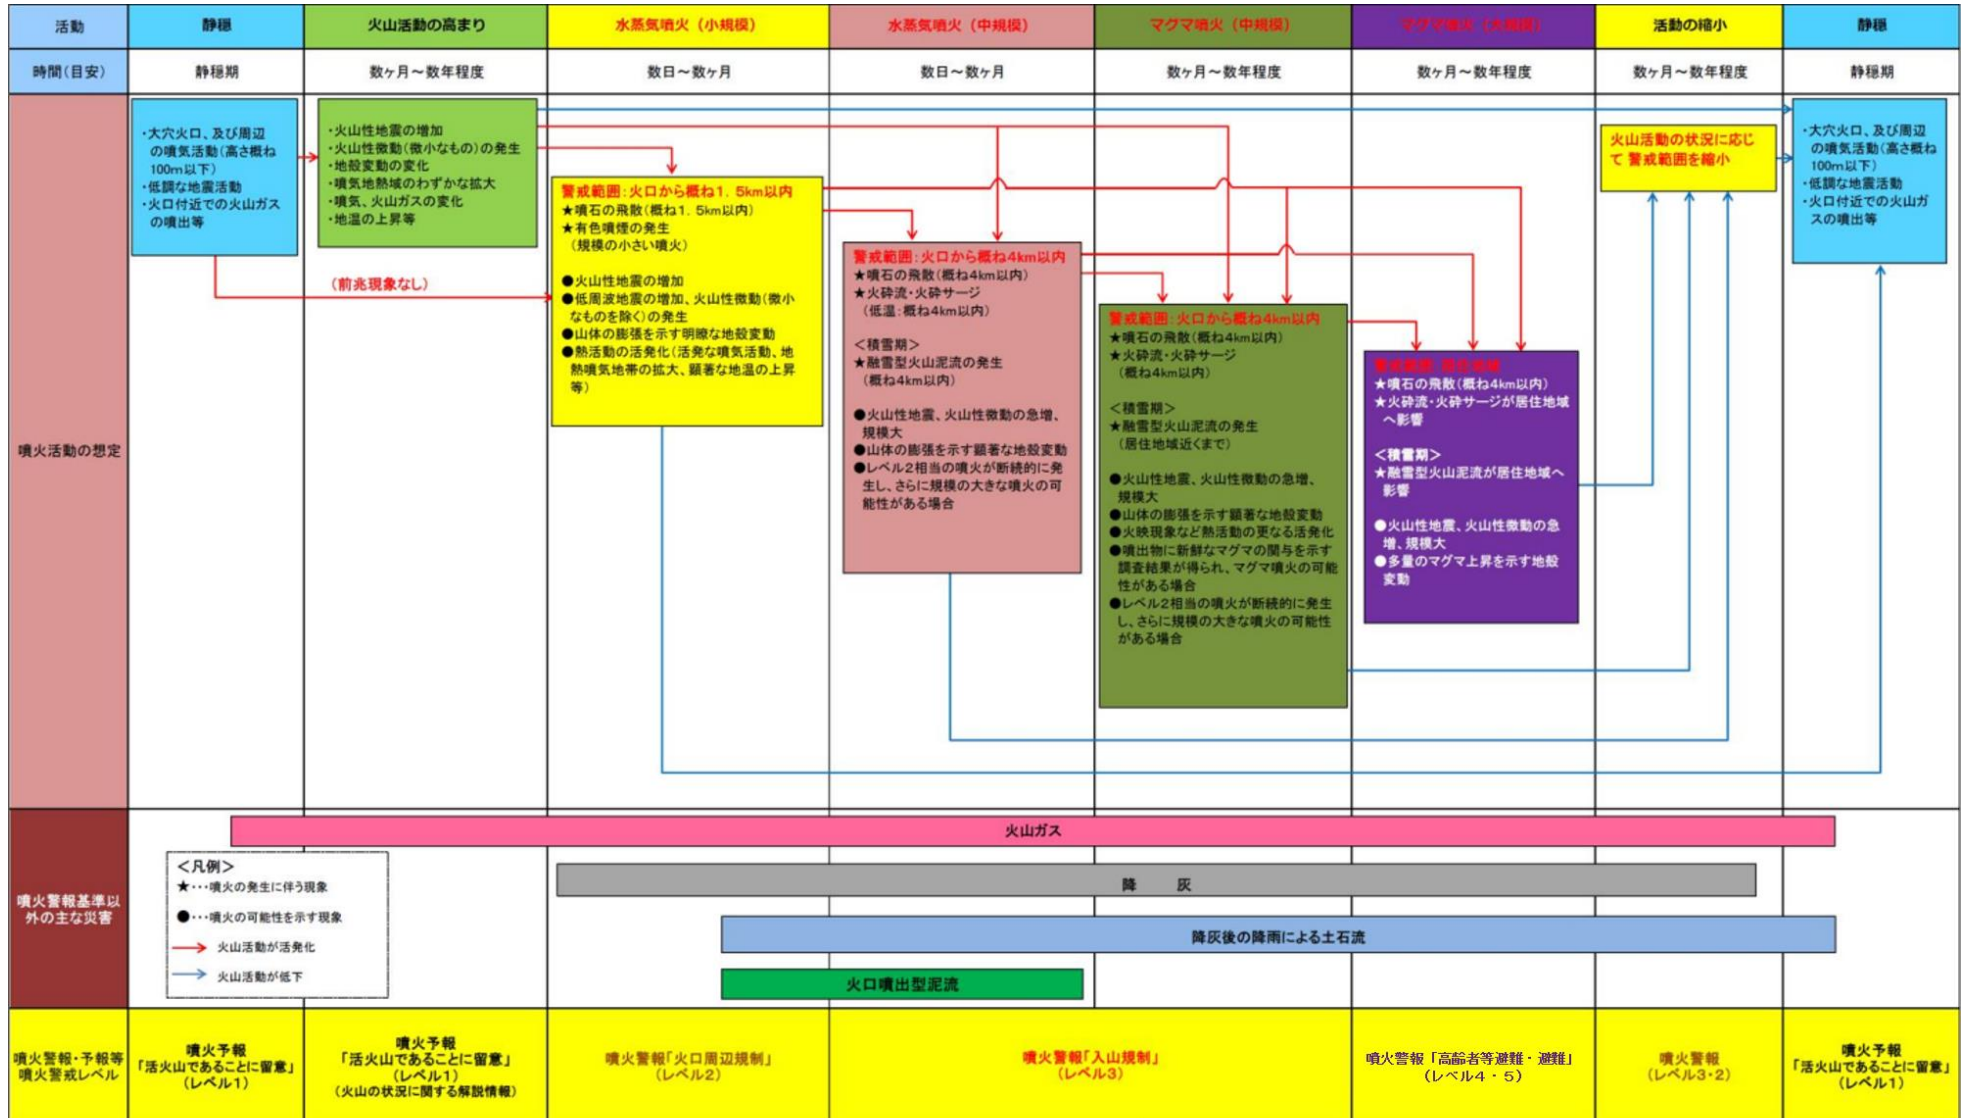 活動
静穏
火山活動の高まり
水蒸気噴火（小規模）
水蒸気噴火（中規模）
マグマ噴火（中規模）
マグマ噴火（大規模）
活動の縮小
静穏
時間（目安）
静穏期
数ヶ月～数年程度
数日～数ヶ月
数日～数ヶ月
数ヶ月～数年程度
数ヶ月～数年程度
数ヶ月～数年程度
静穏期
噴火活動の想定
・大穴火口、及び周辺
の噴気活動（高さ概ね
100m以下）
・低調な地震活動
・火口付近での火山ガス
の噴出等
・火山性地震の増加
・火山性微動（微小なもの）の発生
・地殻変動の変化
・噴気地熱域のわずかな拡大
・噴気、火山ガスの変化
・地温の上昇等
（前兆現象なし）
警戒範囲：火口から概ね1．5km以内
★噴石の飛散（概ね1．5km以内）
★有色噴煙の発生
（規模の小さい噴火）
●火山性地震の増加
●低周波地震の増加、火山性微動（微小
なものを除く）の発生
●山体の膨張を示す明瞭な地殻変動
●熱活動の活発化（活発な噴気活動、地
熱噴気地帯の拡大、顕著な地温の上昇
等）
警戒範囲：火口から概ね4km以内
★噴石の飛散（概ね4km以内）
★火砕流・火砕サージ
（低温：概ね4km以内）
＜積雪期＞
★融雪型火山泥流の発生
（概ね4km以内）
●火山性地震、火山性微動の急増、
規模大
●山体の膨張を示す顕著な地殻変動
●レベル2相当の噴火が断続的に発
生し、さらに規模の大きな噴火の可
能性がある場合
警戒範囲：火口から概ね4km以内
★噴石の飛散（概ね4km以内）
★火砕流・火砕サージ
（概ね4km以内）
＜積雪期＞
★融雪型火山泥流の発生
（居住地域近くまで）
●火山性地震、火山性微動の急増、
規模大
●山体の膨張を示す顕著な地殻変動
●火映現象など熱活動の更なる活発化
●噴出物に新鮮なマグマの関与を示す
調査結果が得られ、マグマ噴火の可能
性がある場合
●レベル2相当の噴火が断続的に発生
し、さらに規模の大きな噴火の可能性
がある場合
警戒範囲：居住地域
★噴石の飛散（概ね4km以内）
★火砕流・火砕サージが居住地域
へ影響
＜積雪期＞
★融雪型火山泥流が居住地域へ
影響
●火山性地震、火山性微動の急
増、規模大
●多量のマグマ上昇を示す地殻
変動
火山活動の状況に応じ
て 警戒範囲を縮小
・大穴火口、及び周辺
の噴気活動（高さ概ね
100m以下）
・低調な地震活動
・火口付近での火山ガ
スの噴出等
噴火警報基準以
外の主な災害
＜凡例＞
★・・・噴火の発生に伴う現象
●・・・噴火の可能性を示す現象
火山活動が活発化
火山活動が低下
火山ガス
降　灰
降灰後の降雨による土石流
火口噴出型泥流
噴火警報・予報等
噴火警戒レベル
噴火予報
「活火山であることに留意」
（レベル1）
噴火予報
「活火山であることに留意」
（レベル1）
（火山の状況に関する解説情報）
噴火警報「火口周辺規制」
（レベル2）
噴火警報「入山規制」
（レベル3）
噴火警報「高齢者等避難・避難」
（レベル4・5）
噴火警報
（レベル3・2）
噴火予報
「活火山であることに留意」
（レベル1）